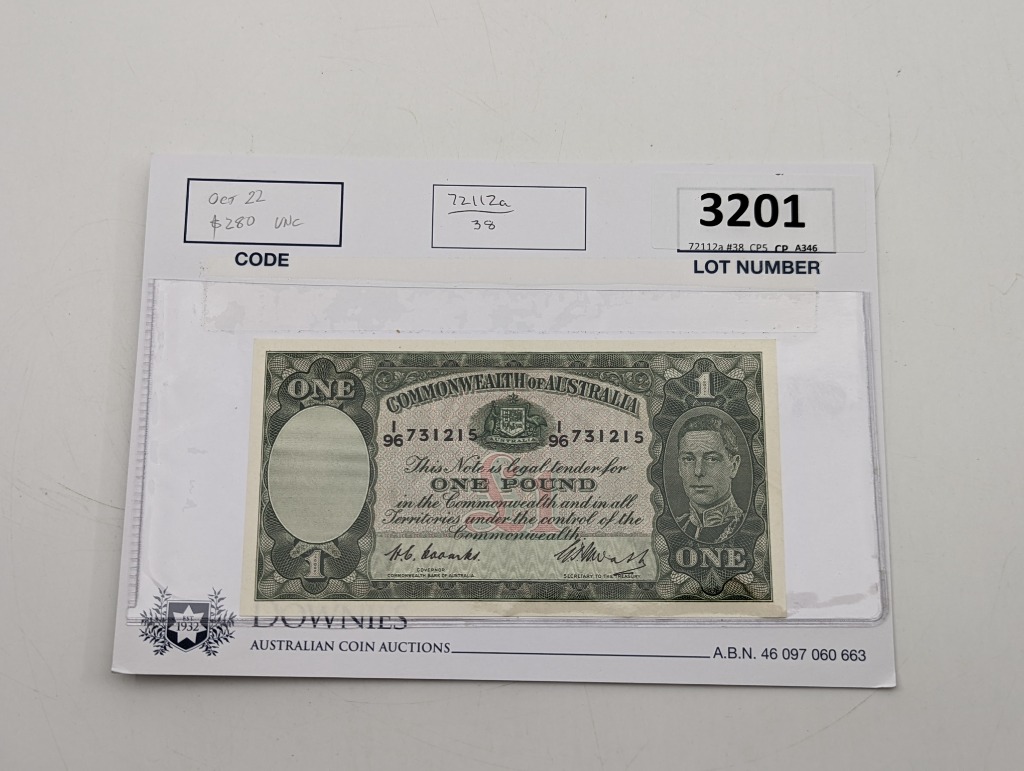 Oct 22
$280 UNC
CODE
72112a
38
3201
72112a #38 CP5 CP A346
LOT NUMBER
ONE
1
COMMONWEALTH OF AUSTRALIA
I/96 731215
AUSTRALIA
I/96 731215
£1
This Note is legal tender for
ONE POUND
in the Commonwealth and in all
Territories under the control of the
Commonwealth.
H.C. Coombs.
GOVERNOR
COMMONWEALTH BANK OF AUSTRALIA
SECRETARY TO THE TREASURY
1
ONE
EST
1932
DOWNIES
AUSTRALIAN COIN AUCTIONS
A.B.N. 46 097 060 663